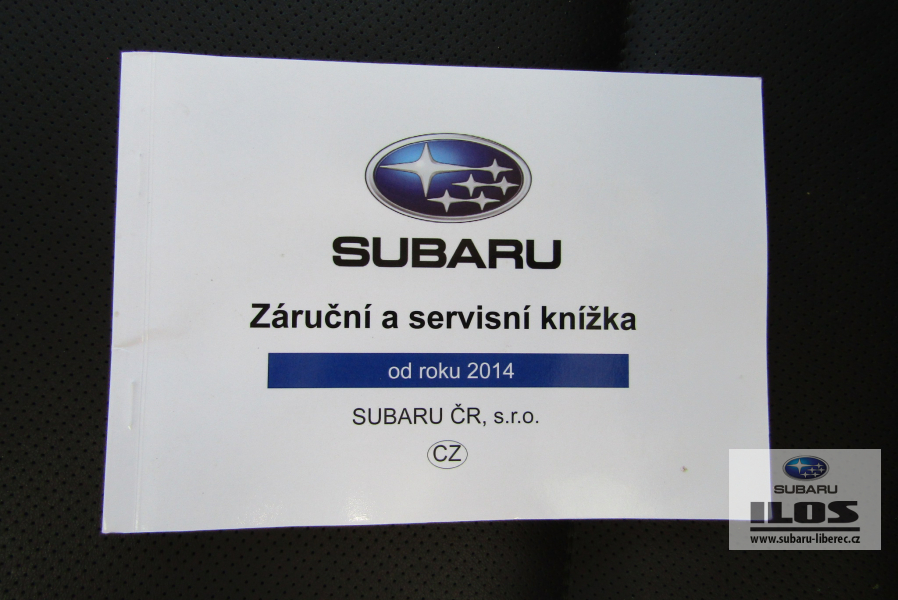 SUBARU
Záruční a servisní knížka
od roku 2014
SUBARU ČR, s.r.o.
CZ
SUBARU
ILOS
www.subaru-liberec.cz